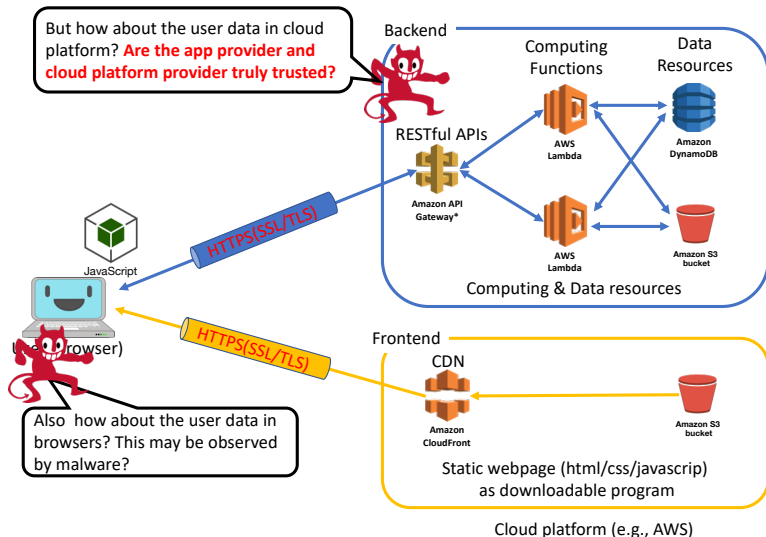 But how about the user data in cloud
platform? Are the app provider and
cloud platform provider truly trusted?
Backend
Computing
Functions
Data
Resources
RESTful APIs
AWS
Lambda
Amazon
DynamoDB
Amazon API
Gateway*
HTTPS(SSL/TLS)
JavaScript
AWS
Lambda
Amazon S3
bucket
Computing & Data resources
HTTPS(SSL/TLS)
Frontend
CDN
Amazon
CloudFront
Amazon S3
bucket
Also how about the user data in
browsers? This may be observed
by malware?
Static webpage (html/css/javascrip)
as downloadable program
Cloud platform (e.g., AWS)